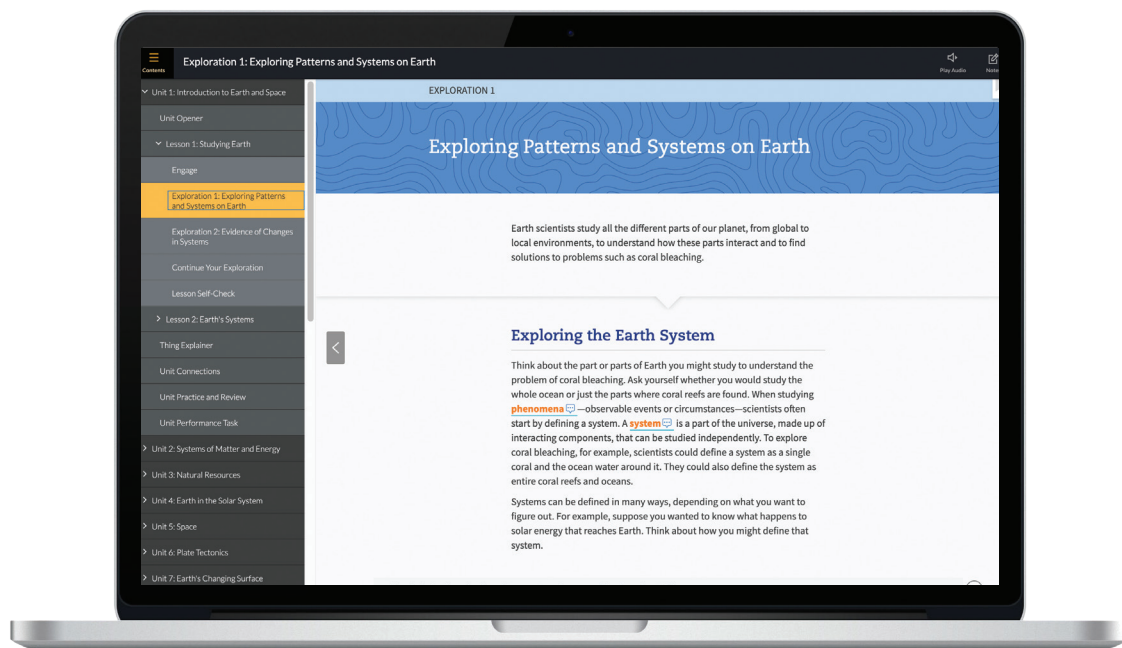 Contents
Exploration 1: Exploring Patterns and Systems on Earth
Play Audio
Note
Unit 1: Introduction to Earth and Space
Unit Opener
Lesson 1: Studying Earth
Engage
Exploration 1: Exploring Patterns
and Systems on Earth
Exploration 2: Evidence of Changes
in Systems
Continue Your Exploration
Lesson Self-Check
Lesson 2: Earth's Systems
Thing Explainer
Unit Connections
Unit Practice and Review
Unit Performance Task
Unit 2: Systems of Matter and Energy
Unit 3: Natural Resources
Unit 4: Earth in the Solar System
Unit 5: Space
Unit 6: Plate Tectonics
Unit 7: Earth's Changing Surface
EXPLORATION 1
Exploring Patterns and Systems on Earth
Earth scientists study all the different parts of our planet, from global to
local environments, to understand how these parts interact and to find
solutions to problems such as coral bleaching.
Exploring the Earth System
Think about the part or parts of Earth you might study to understand the
problem of coral bleaching. Ask yourself whether you would study the
whole ocean or just the parts where coral reefs are found. When studying
phenomena —observable events or circumstances—scientists often
start by defining a system. A system is a part of the universe, made up of
interacting components, that can be studied independently. To explore
coral bleaching, for example, scientists could define a system as a single
coral and the ocean water around it. They could also define the system as
entire coral reefs and oceans.
Systems can be defined in many ways, depending on what you want to
figure out. For example, suppose you wanted to know what happens to
solar energy that reaches Earth. Think about how you might define that
system.